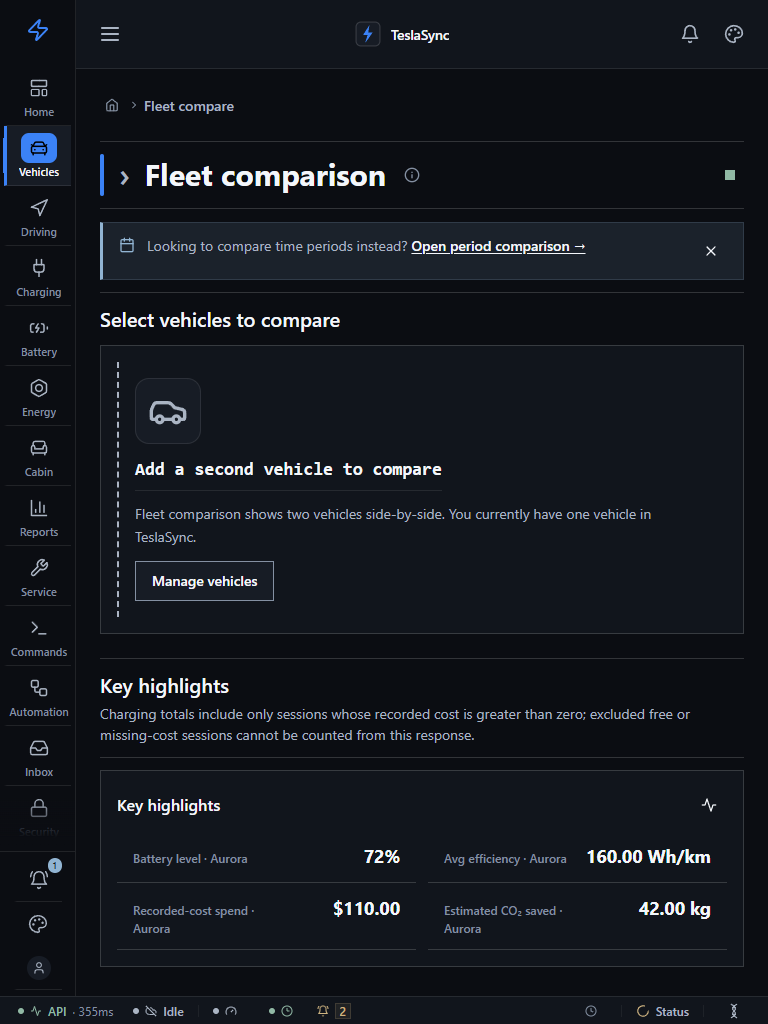 TeslaSync
Home
Vehicles
Driving
Charging
Battery
Energy
Cabin
Reports
Service
Commands
Automation
Inbox
Security
1
Fleet compare
Fleet comparison
Looking to compare time periods instead? Open period comparison →
Select vehicles to compare
Add a second vehicle to compare
Fleet comparison shows two vehicles side-by-side. You currently have one vehicle in
TeslaSync.
Manage vehicles
Key highlights
Charging totals include only sessions whose recorded cost is greater than zero; excluded free or
missing-cost sessions cannot be counted from this response.
Key highlights
Battery level · Aurora 72%
Avg efficiency · Aurora 160.00 Wh/km
Recorded-cost spend ·
Aurora
$110.00
Estimated CO₂ saved ·
Aurora
42.00 kg
API · 355ms Idle 2 Status